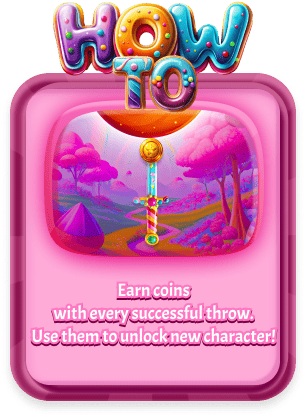 HOW
TO
Earn coins
with every successful throw.
Use them to unlock new character!